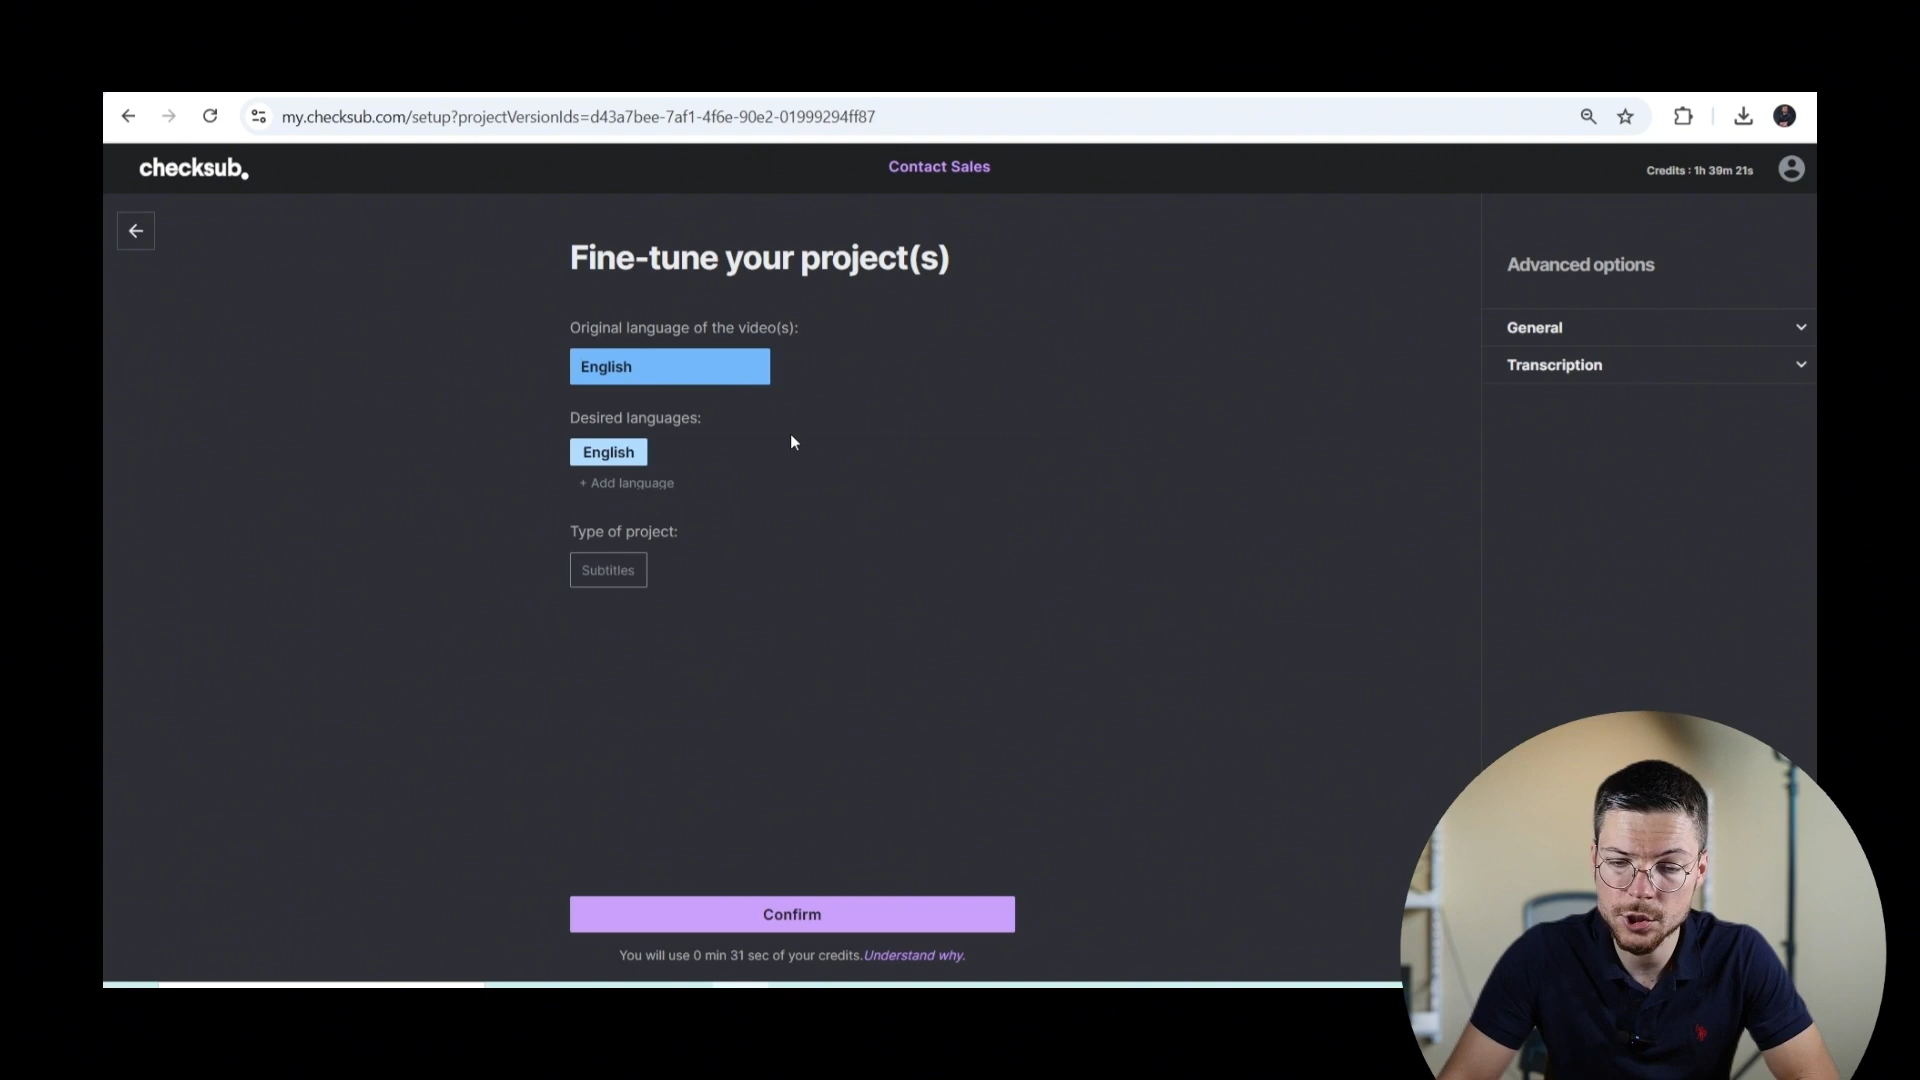 my.checksub.com/setup?projectVersionIds=d43a7bee-7af1-4f6e-90e2-01999294ff87
checksub.
Contact Sales
Credits : 1h 39m 21s
Fine-tune your project(s)
Advanced options
Original language of the video(s):
General
English
Transcription
Desired languages:
English
+ Add language
Type of project:
Subtitles
Confirm
You will use 0 min 31 sec of your credits.Understand why.